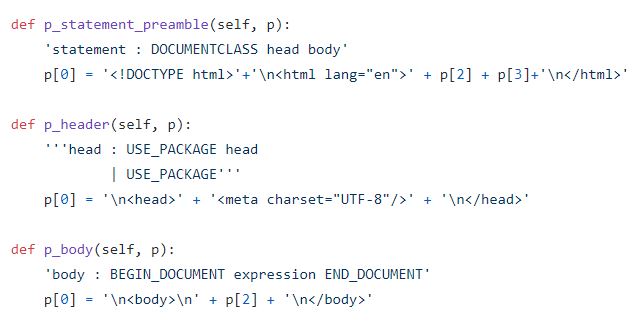 def p_statement_preamble(self, p):
    'statement : DOCUMENTCLASS head body'
    p[0] = '<!DOCTYPE html>'+'\n<html lang="en">' + p[2] + p[3]+'\n</html>'
def p_header(self, p):
    '''head : USE_PACKAGE head
            | USE_PACKAGE'''
    p[0] = '\n<head>' + '<meta charset="UTF-8"/>' + '\n</head>'
def p_body(self, p):
    'body : BEGIN_DOCUMENT expression END_DOCUMENT'
    p[0] = '\n<body>\n' + p[2] + '\n</body>'